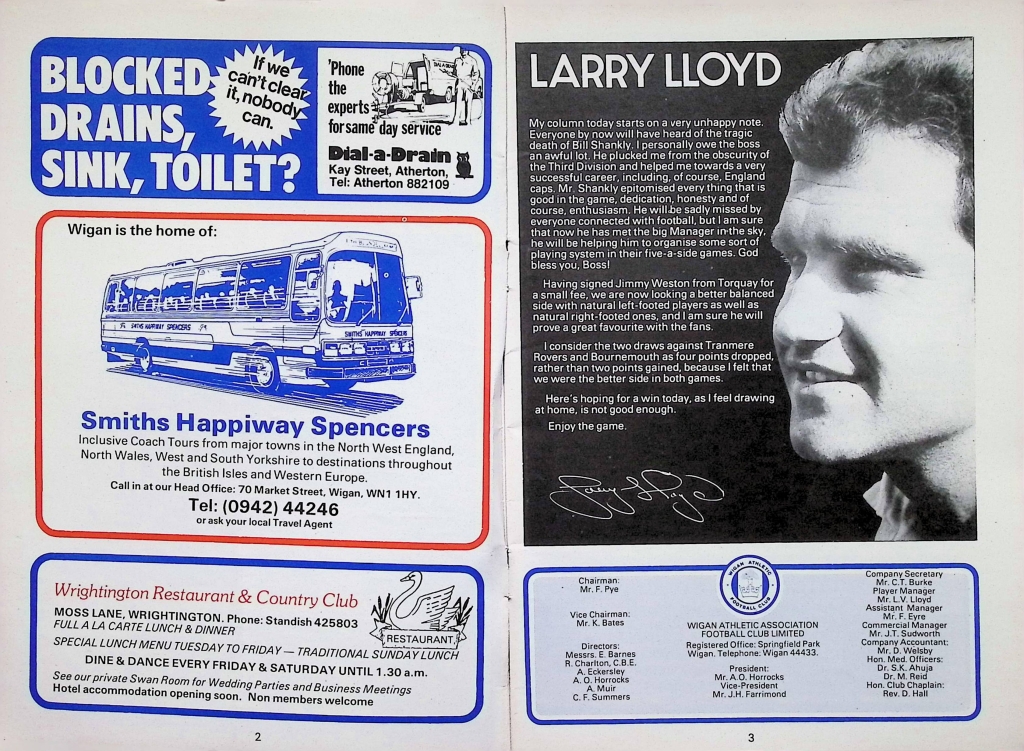 BLOCKED
DRAINS,
SINK, TOILET?
If we
can't clear
it, nobody
can.
'Phone
the
experts
for same day service
DIAL-A-DRAIN
Dial-a-Drain
Kay Street, Atherton,
Tel: Atherton 882109
Wigan is the home of:
SMITHS HAPPIWAY SPENCERS
SMITHS HAPPIWAY SPENCERS
Smiths Happiway Spencers
Inclusive Coach Tours from major towns in the North West England,
North Wales, West and South Yorkshire to destinations throughout
the British Isles and Western Europe.
Call in at our Head Office: 70 Market Street, Wigan, WN1 1HY.
Tel: (0942) 44246
or ask your local Travel Agent
Wrightington Restaurant & Country Club
MOSS LANE, WRIGHTINGTON. Phone: Standish 425803
FULL A LA CARTE LUNCH & DINNER
SPECIAL LUNCH MENU TUESDAY TO FRIDAY — TRADITIONAL SUNDAY LUNCH
DINE & DANCE EVERY FRIDAY & SATURDAY UNTIL 1.30 a.m.
See our private Swan Room for Wedding Parties and Business Meetings
Hotel accommodation opening soon. Non members welcome
RESTAURANT
2
LARRY LLOYD
My column today starts on a very unhappy note.
Everyone by now will have heard of the tragic
death of Bill Shankly. I personally owe the boss
an awful lot. He plucked me from the obscurity of
the Third Division and helped me towards a very
successful career, including, of course, England
caps. Mr. Shankly epitomised every thing that is
good in the game, dedication, honesty and of
course, enthusiasm. He will be sadly missed by
everyone connected with football, but I am sure
that now he has met the big Manager in the sky,
he will be helping him to organise some sort of
playing system in their five-a-side games. God
bless you, Boss!
Having signed Jimmy Weston from Torquay for
a small fee, we are now looking a better balanced
side with natural left-footed players as well as
natural right-footed ones, and I am sure he will
prove a great favourite with the fans.
I consider the two draws against Tranmere
Rovers and Bournemouth as four points dropped,
rather than two points gained, because I felt that
we were the better side in both games.
Here's hoping for a win today, as I feel drawing
at home, is not good enough.
Enjoy the game.
Larry Lloyd
Chairman:
Mr. F. Pye
Vice Chairman:
Mr. K. Bates
Directors:
Messrs. E. Barnes
R. Charlton, C.B.E.
A. Eckersley
A. O. Horrocks
A. Muir
C. F. Summers
WIGAN ATHLETIC
FOOTBALL CLUB
WIGAN ATHLETIC ASSOCIATION
FOOTBALL CLUB LIMITED
Registered Office: Springfield Park
Wigan. Telephone: Wigan 44433.
President:
Mr. A.O. Horrocks
Vice-President
Mr. J.H. Farrimond
Company Secretary
Mr. C.T. Burke
Player Manager
Mr. L.V. Lloyd
Assistant Manager
Mr. F. Eyre
Commercial Manager
Mr. J.T. Sudworth
Company Accountant:
Mr. D. Welsby
Hon. Med. Officers:
Dr. S.K. Ahuja
Dr. M. Reid
Hon. Club Chaplain:
Rev. D. Hall
3